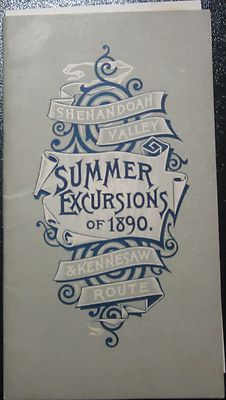 SHENANDOAH
VALLEY
SUMMER
EXCURSIONS
OF 1890.
& KENNESAW
ROUTE